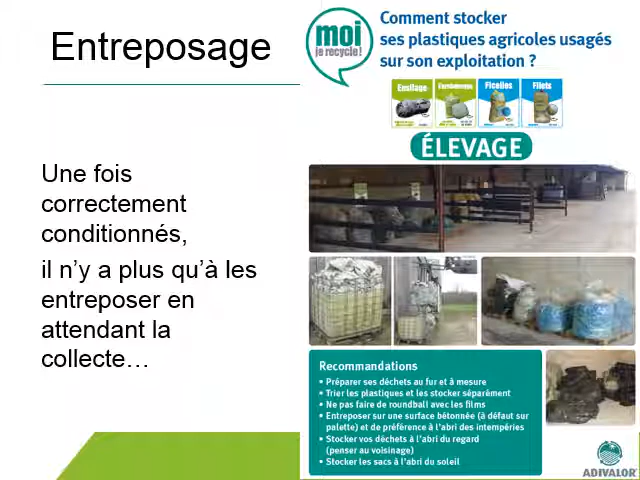 Entreposage
Une fois
correctement
conditionnés,
il n’y a plus qu’à les
entreposer en
attendant la
collecte…
moi
je recycle !
Comment stocker
ses plastiques agricoles usagés
sur son exploitation ?
Ensilage
Enrubannage
Ficelles
Filets
ÉLEVAGE
Recommandations
• Préparer ses déchets au fur et à mesure
• Trier les plastiques et les stocker séparément
• Ne pas faire de roundball avec les films
• Entreposer sur une surface bétonnée (à défaut sur
palette) et de préférence à l’abri des intempéries
• Stocker vos déchets à l’abri du regard
(penser au voisinage)
• Stocker les sacs à l’abri du soleil
ADIVALOR